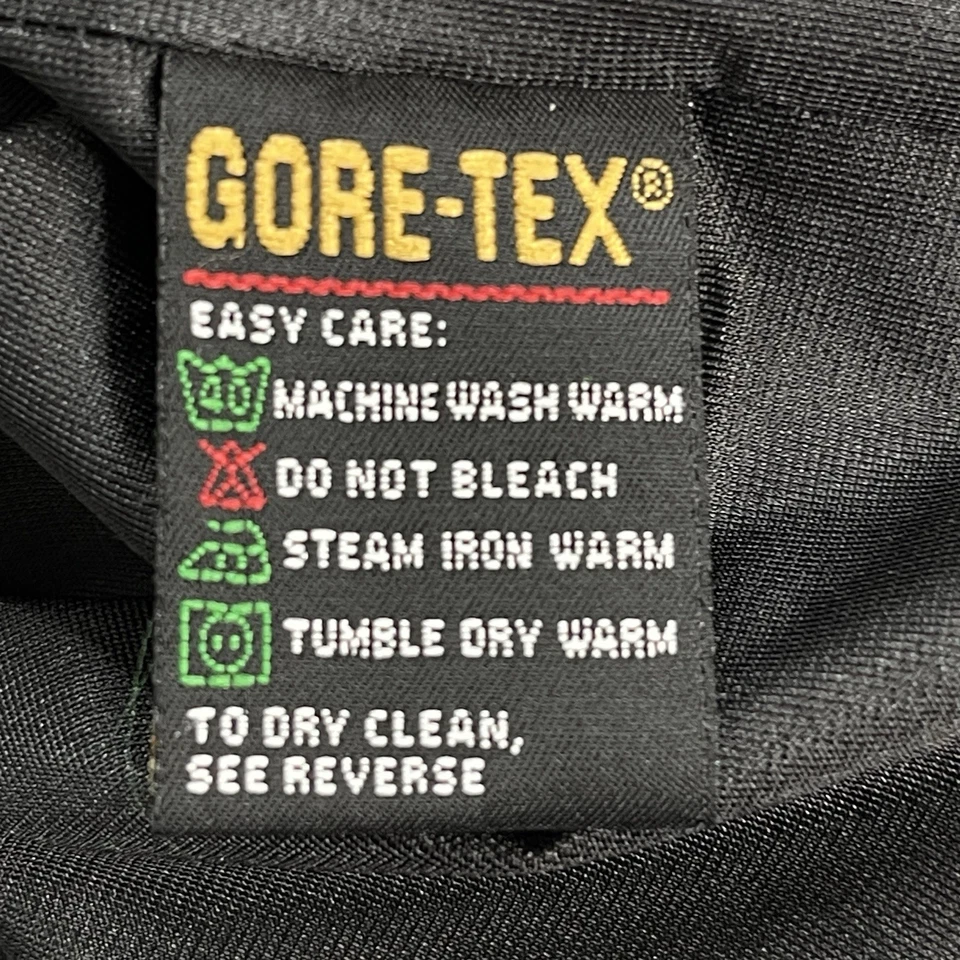 GORE-TEX®
EASY CARE:
40 MACHINE WASH WARM
DO NOT BLEACH
STEAM IRON WARM
TUMBLE DRY WARM
TO DRY CLEAN,
SEE REVERSE